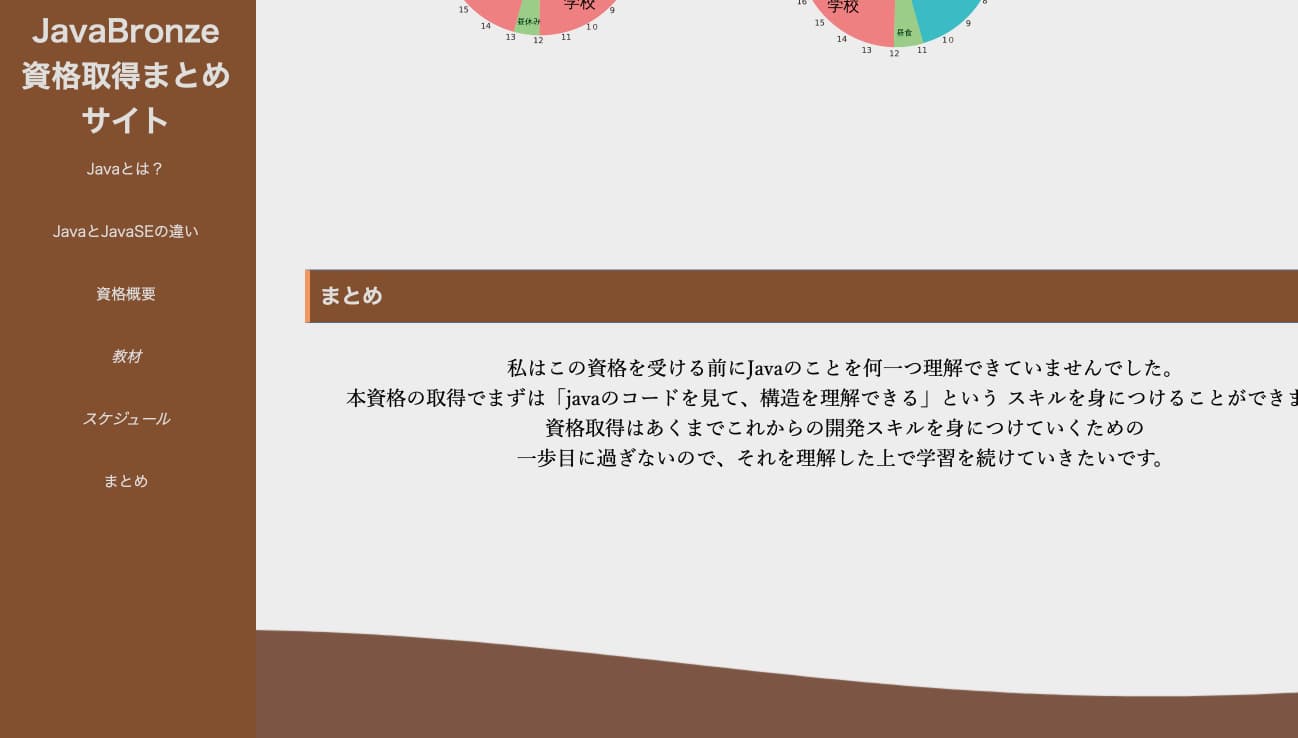 JavaBronze
資格取得まとめ
サイト
Javaとは？
JavaとJavaSEの違い
資格概要
教材
スケジュール
まとめ
15
14
13
12
11
10
9
昼休み
学校
16
15
14
13
12
11
10
9
8
学校
昼食
まとめ
私はこの資格を受ける前にJavaのことを何一つ理解できていませんでした。
本資格の取得でまずは「javaのコードを見て、構造を理解できる」という スキルを身につけることができま
資格取得はあくまでこれからの開発スキルを身につけていくための
一歩目に過ぎないので、それを理解した上で学習を続けていきたいです。